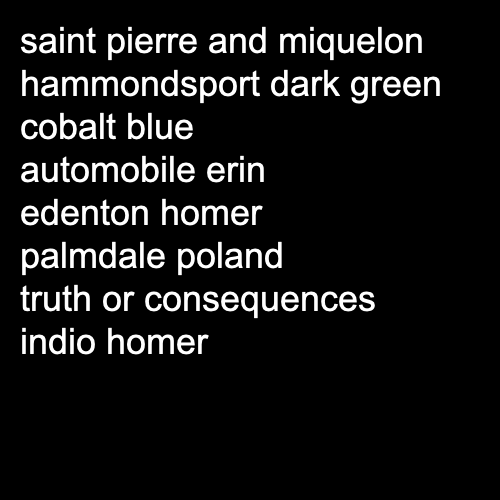 saint pierre and miquelon
hammondsport dark green
cobalt blue
automobile erin
edenton homer
palmdale poland
truth or consequences
indio homer